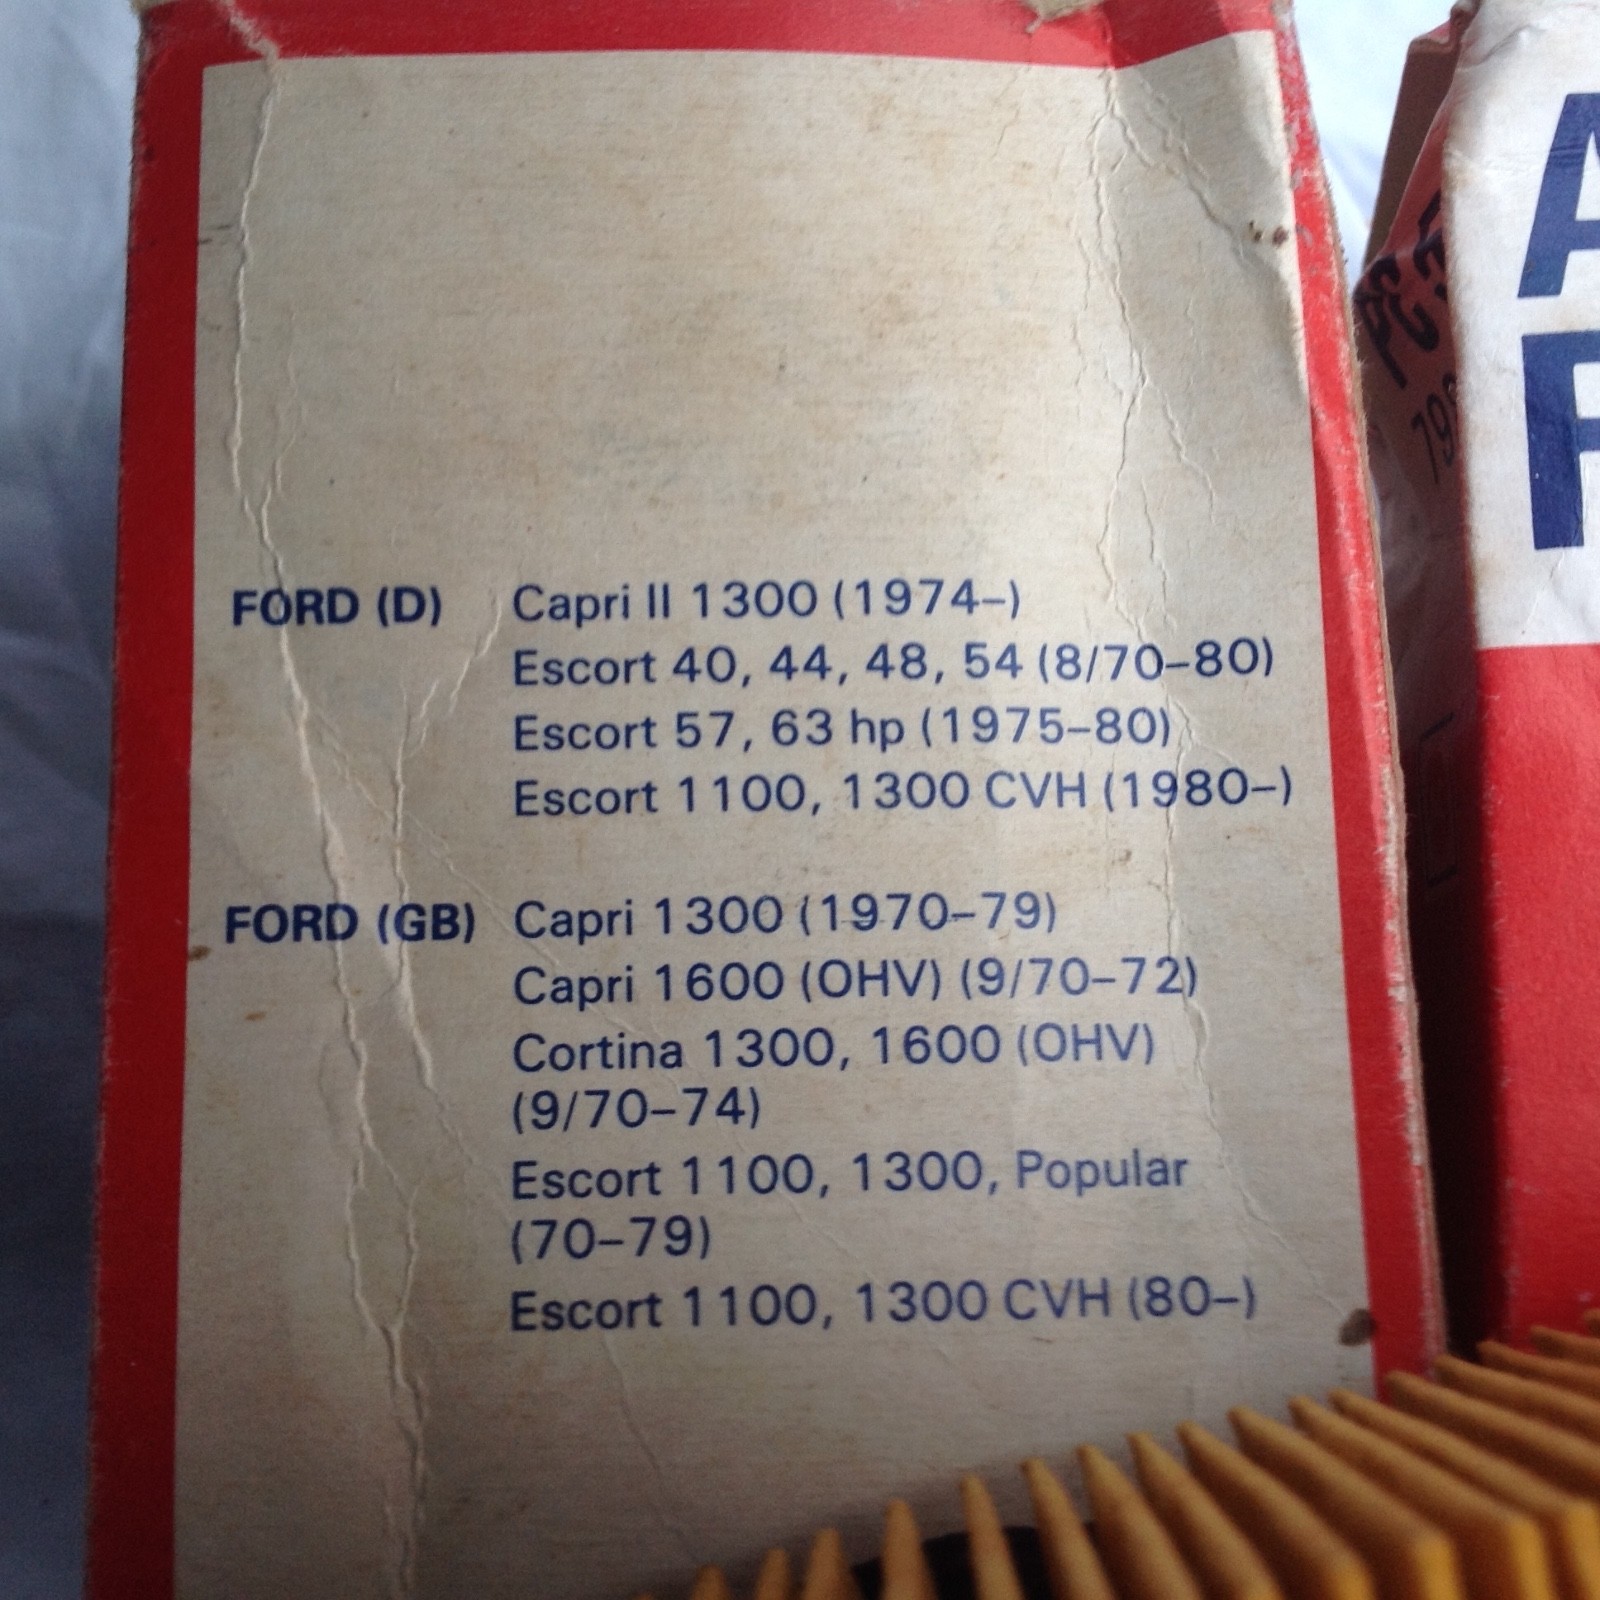 FORD (D) Capri II 1300 (1974–)
Escort 40, 44, 48, 54 (8/70–80)
Escort 57, 63 hp (1975–80)
Escort 1100, 1300 CVH (1980–)
FORD (GB) Capri 1300 (1970–79)
Capri 1600 (OHV) (9/70–72)
Cortina 1300, 1600 (OHV)
(9/70–74)
Escort 1100, 1300, Popular
(70–79)
Escort 1100, 1300 CVH (80–)
A